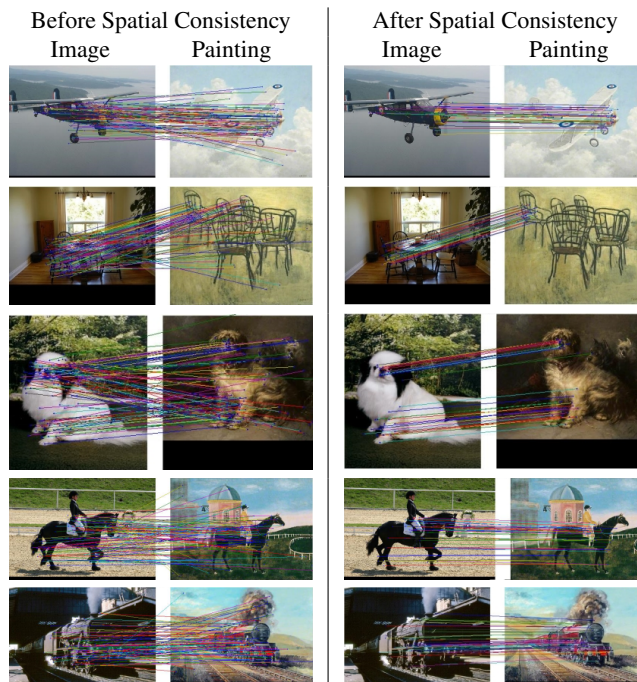 Before Spatial Consistency
Image Painting
After Spatial Consistency
Image Painting